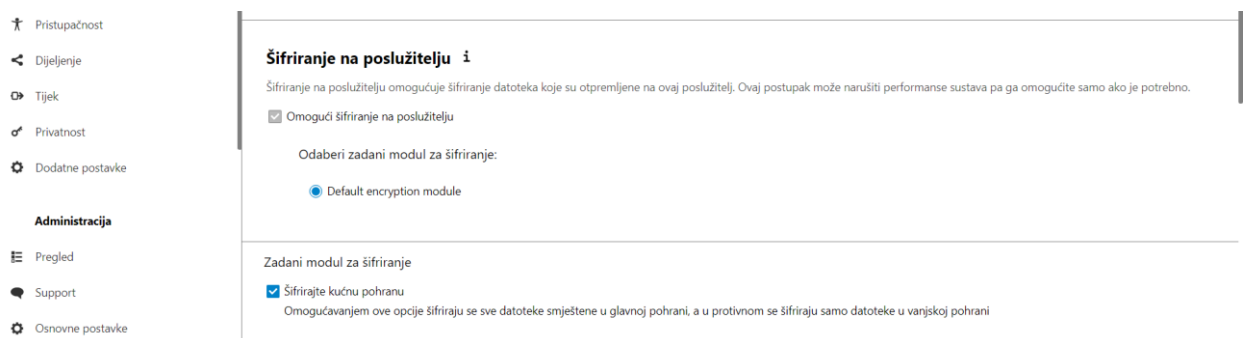 Pristupačnost
Dijeljenje
Tijek
Privatnost
Dodatne postavke
Administracija
Pregled
Support
Osnovne postavke
Šifriranje na poslužitelju i
Šifriranje na poslužitelju omogućuje šifriranje datoteka koje su otpremljene na ovaj poslužitelj. Ovaj postupak može narušiti performanse sustava pa ga omogućite samo ako je potrebno.
Omogući šifriranje na poslužitelju
Odaberi zadani modul za šifriranje:
Default encryption module
Zadani modul za šifriranje
Šifrirajte kućnu pohranu
Omogućavanjem ove opcije šifriraju se sve datoteke smještene u glavnoj pohrani, a u protivnom se šifriraju samo datoteke u vanjskoj pohrani